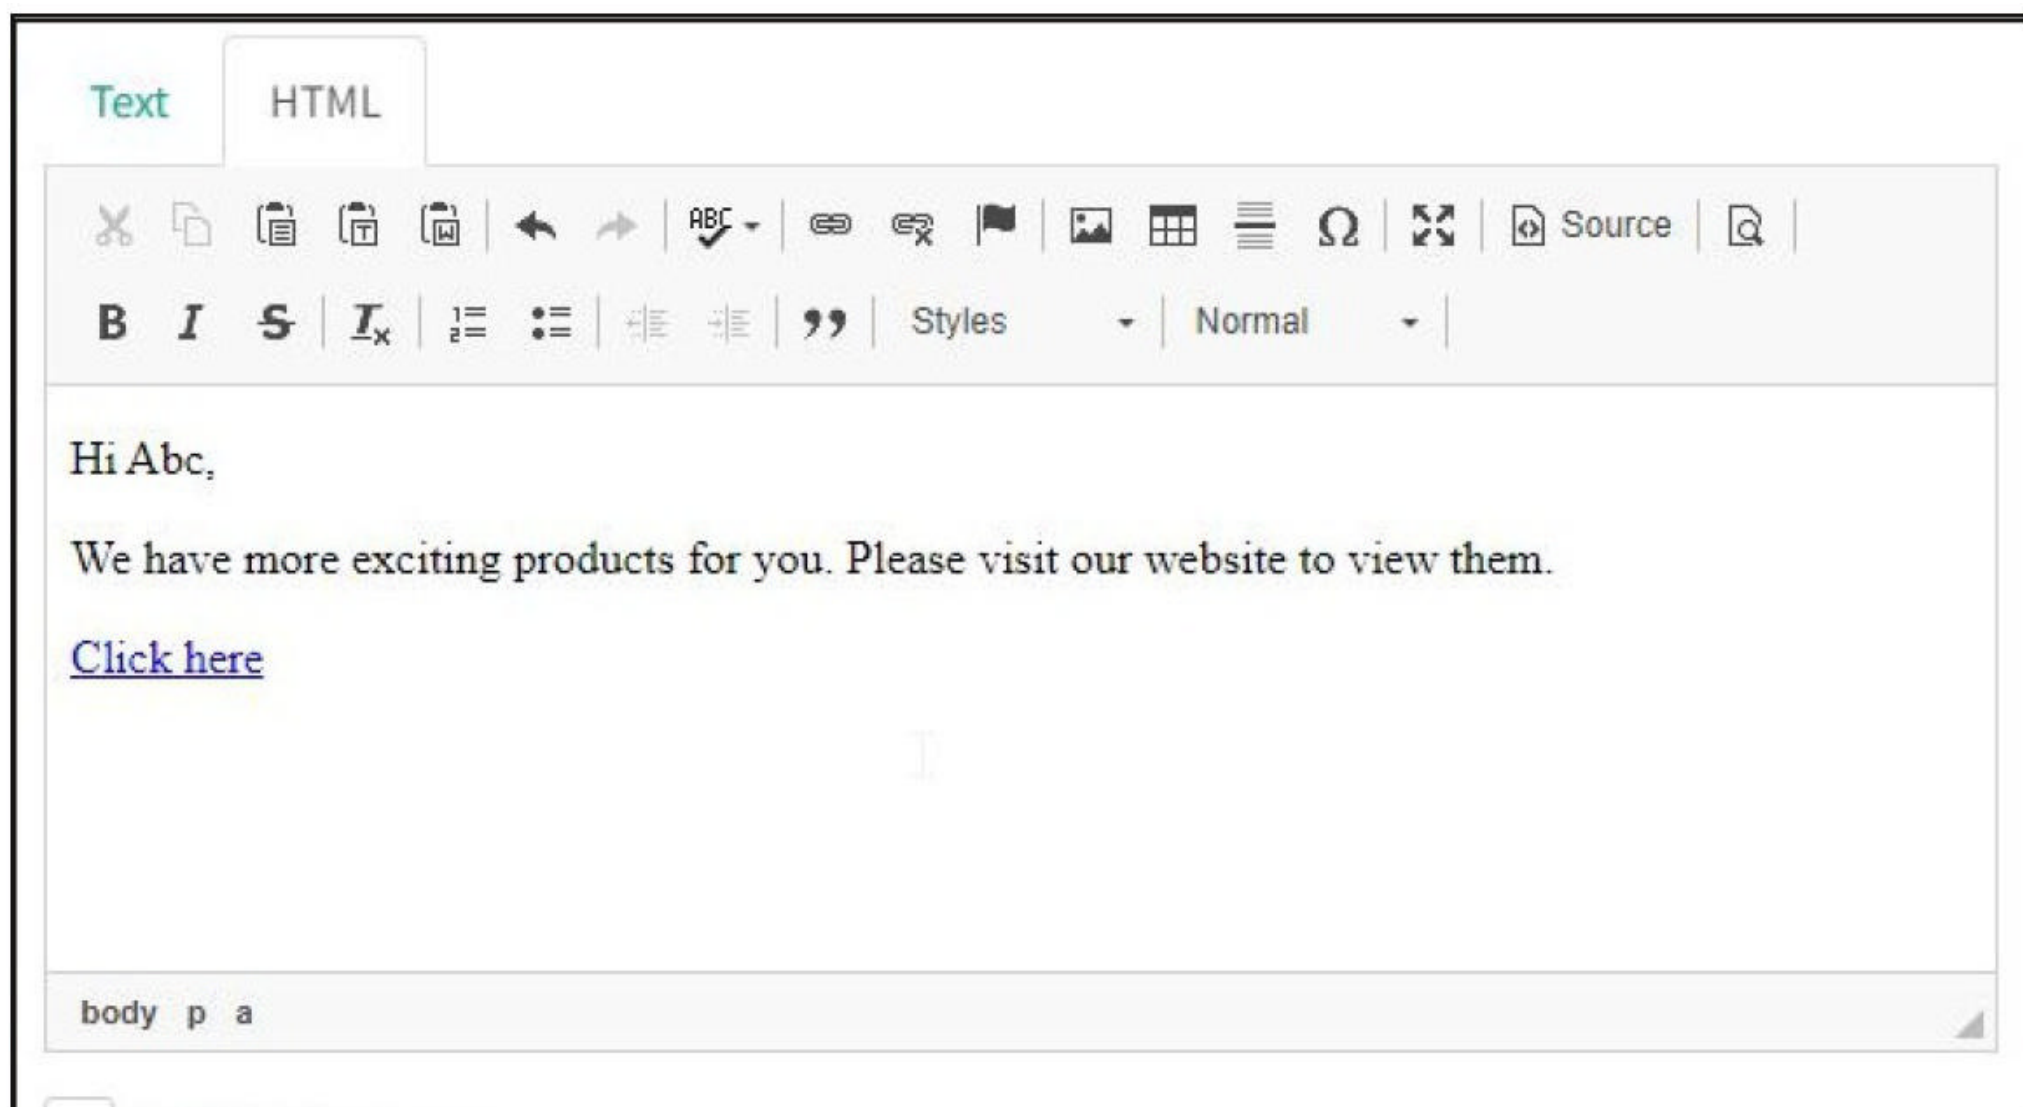 Text HTML
ABC Source
B I S Styles Normal
Hi Abc,
We have more exciting products for you. Please visit our website to view them.
Click here
body p a